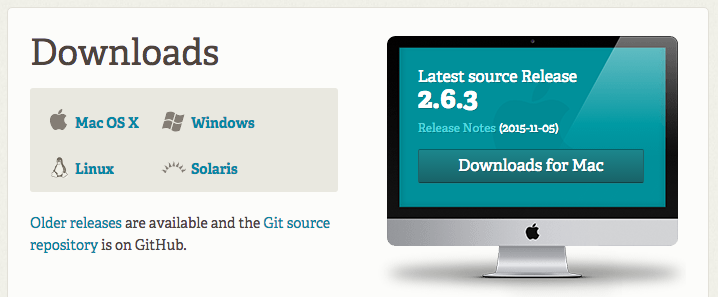 Downloads
Mac OS X
Windows
Linux
Solaris
Older releases are available and the Git source
repository is on GitHub.
Latest source Release
2.6.3
Release Notes (2015-11-05)
Downloads for Mac